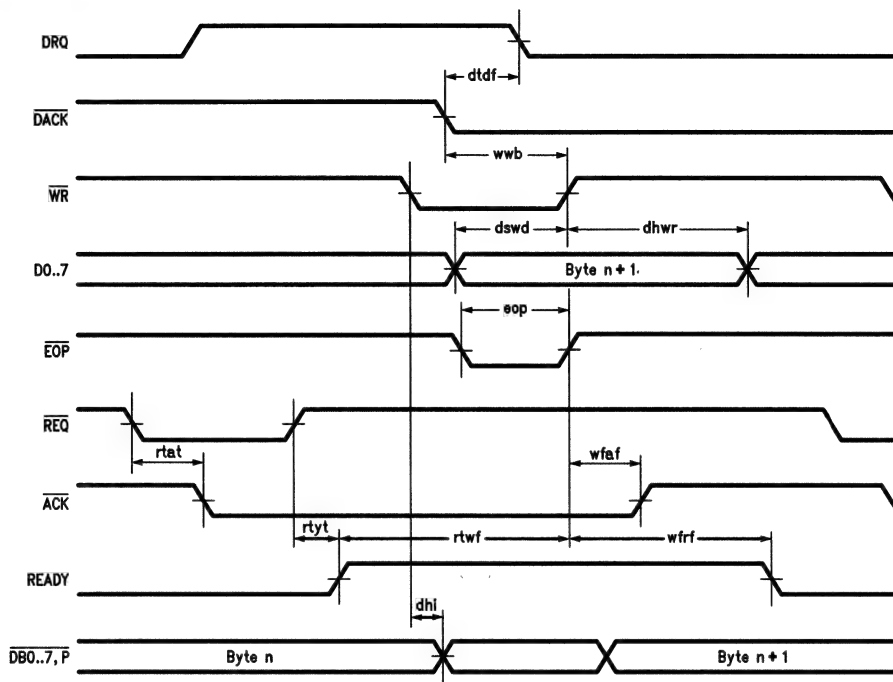 DRQ
dtdf
DACK
wwb
WR
dswd
dhwr
D0..7
Byte n + 1.
eop
EOP
REQ
rtat
wfaf
ACK
rtyt
rtwf
wfrf
READY
dhi
DB0..7, P
Byte n
Byte n + 1